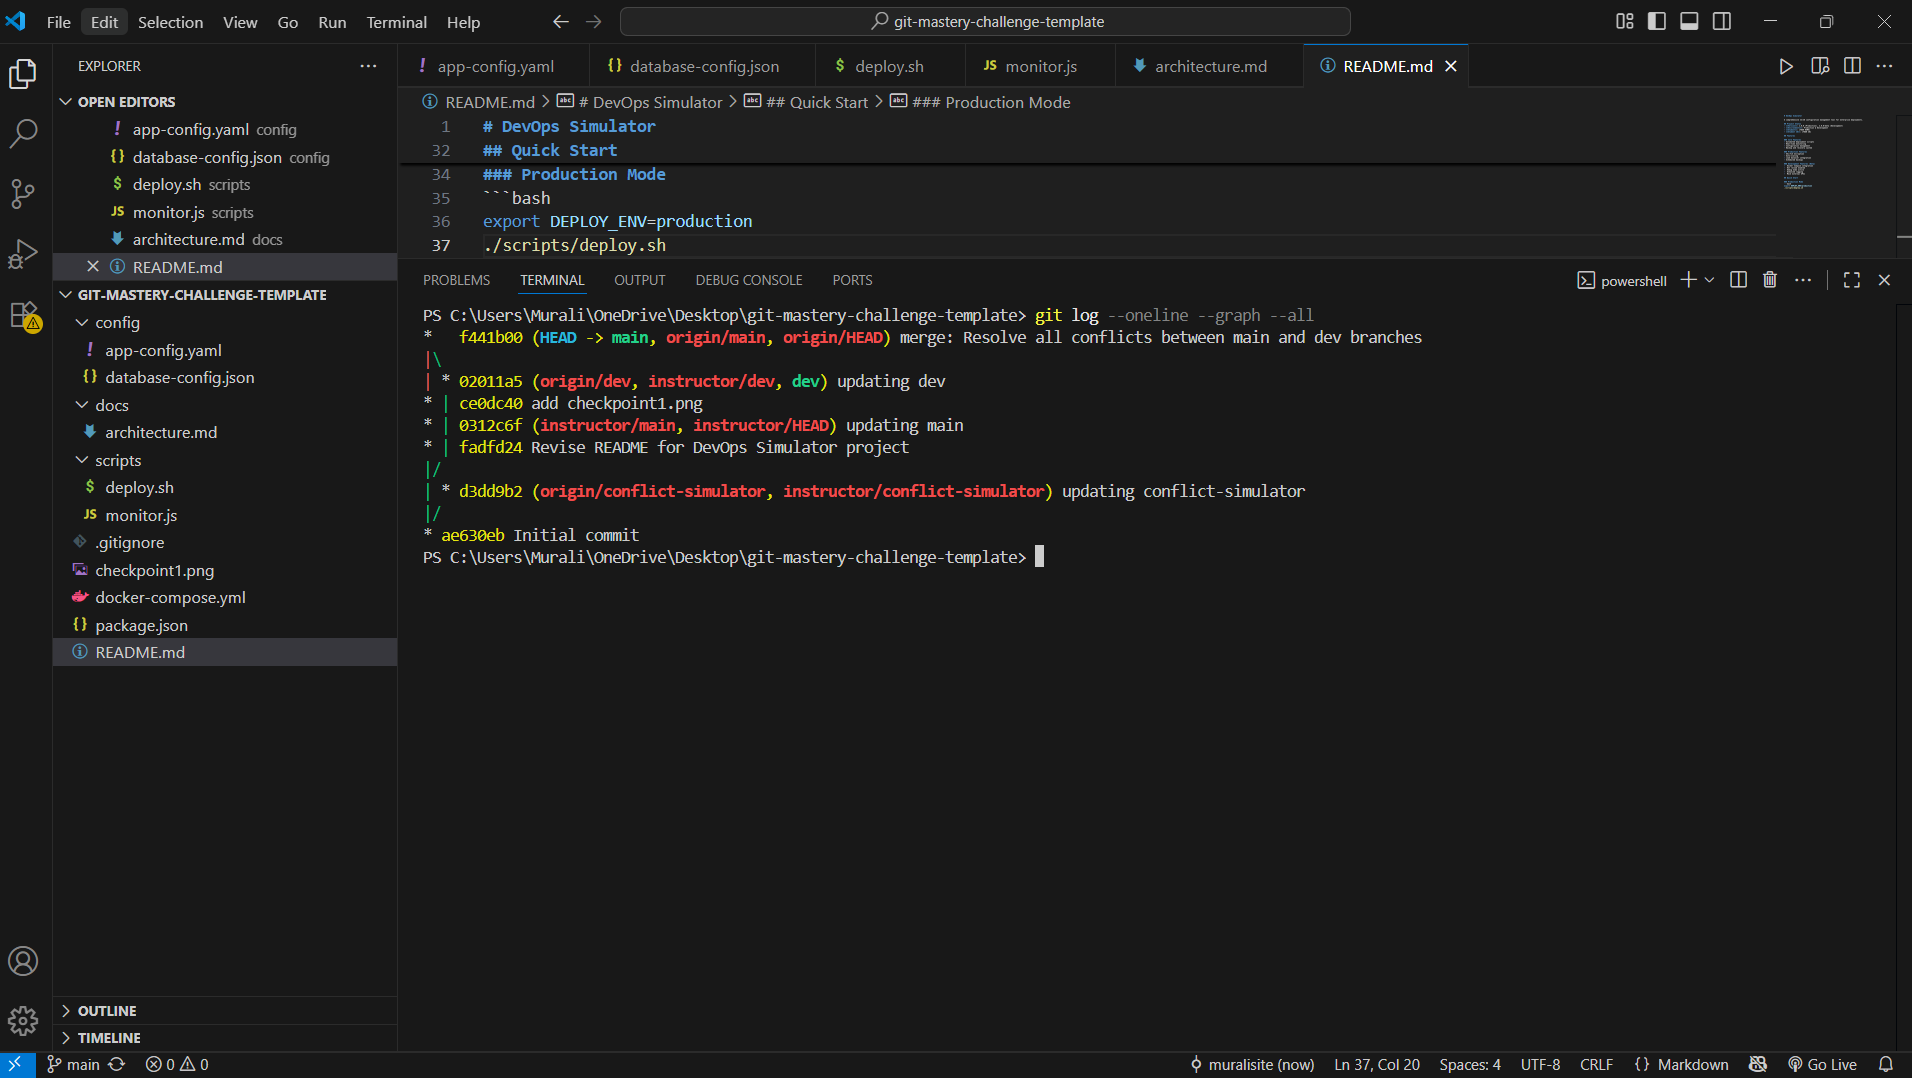 File Edit Selection View Go Run Terminal Help
git-mastery-challenge-template
EXPLORER
OPEN EDITORS
! app-config.yaml config
{} database-config.json config
$ deploy.sh scripts
JS monitor.js scripts
architecture.md docs
README.md
GIT-MASTERY-CHALLENGE-TEMPLATE
config
! app-config.yaml
{} database-config.json
docs
architecture.md
scripts
$ deploy.sh
JS monitor.js
.gitignore
checkpoint1.png
docker-compose.yml
{} package.json
README.md
OUTLINE
TIMELINE
! app-config.yaml {} database-config.json $ deploy.sh JS monitor.js architecture.md README.md
README.md > # DevOps Simulator > ## Quick Start > ### Production Mode
1 # DevOps Simulator
32 ## Quick Start
34 ### Production Mode
35 ```bash
36 export DEPLOY_ENV=production
37 ./scripts/deploy.sh
PROBLEMS TERMINAL OUTPUT DEBUG CONSOLE PORTS
powershell
PS C:\Users\Murali\OneDrive\Desktop\git-mastery-challenge-template> git log --oneline --graph --all
*   f441b00 (HEAD -> main, origin/main, origin/HEAD) merge: Resolve all conflicts between main and dev branches
|\
| * 02011a5 (origin/dev, instructor/dev, dev) updating dev
* | ce0dc40 add checkpoint1.png
* | 0312c6f (instructor/main, instructor/HEAD) updating main
* | fadfd24 Revise README for DevOps Simulator project
|/
| * d3dd9b2 (origin/conflict-simulator, instructor/conflict-simulator) updating conflict-simulator
|/
* ae630eb Initial commit
PS C:\Users\Murali\OneDrive\Desktop\git-mastery-challenge-template>
main 0 0 muralisite (now) Ln 37, Col 20 Spaces: 4 UTF-8 CRLF {} Markdown Go Live